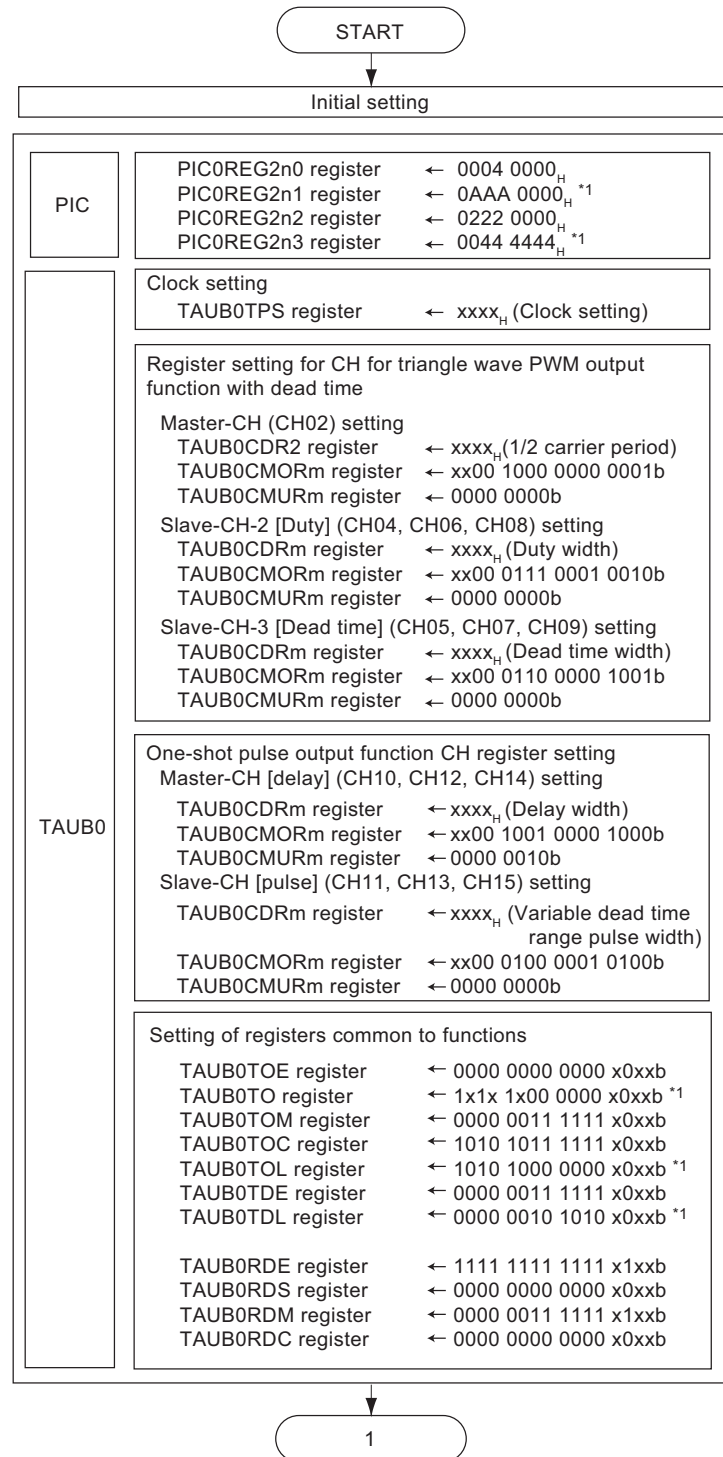 START
Initial setting
PIC
PIC0REG2n0 register ← 0004 0000H
PIC0REG2n1 register ← 0AAA 0000H *1
PIC0REG2n2 register ← 0222 0000H
PIC0REG2n3 register ← 0044 4444H *1
TAUB0
Clock setting
TAUB0TPS register ← xxxxH (Clock setting)
Register setting for CH for triangle wave PWM output
function with dead time
Master-CH (CH02) setting
TAUB0CDR2 register ← xxxxH (1/2 carrier period)
TAUB0CMORm register ← xx00 1000 0000 0001b
TAUB0CMURm register ← 0000 0000b
Slave-CH-2 [Duty] (CH04, CH06, CH08) setting
TAUB0CDRm register ← xxxxH (Duty width)
TAUB0CMORm register ← xx00 0111 0001 0010b
TAUB0CMURm register ← 0000 0000b
Slave-CH-3 [Dead time] (CH05, CH07, CH09) setting
TAUB0CDRm register ← xxxxH (Dead time width)
TAUB0CMORm register ← xx00 0110 0000 1001b
TAUB0CMURm register ← 0000 0000b
One-shot pulse output function CH register setting
Master-CH [delay] (CH10, CH12, CH14) setting
TAUB0CDRm register ← xxxxH (Delay width)
TAUB0CMORm register ← xx00 1001 0000 1000b
TAUB0CMURm register ← 0000 0010b
Slave-CH [pulse] (CH11, CH13, CH15) setting
TAUB0CDRm register ← xxxxH (Variable dead time
range pulse width)
TAUB0CMORm register ← xx00 0100 0001 0100b
TAUB0CMURm register ← 0000 0000b
Setting of registers common to functions
TAUB0TOE register ← 0000 0000 0000 x0xxb
TAUB0TO register ← 1x1x 1x00 0000 x0xxb *1
TAUB0TOM register ← 0000 0011 1111 x0xxb
TAUB0TOC register ← 1010 1011 1111 x0xxb
TAUB0TOL register ← 1010 1000 0000 x0xxb *1
TAUB0TDE register ← 0000 0011 1111 x0xxb
TAUB0TDL register ← 0000 0010 1010 x0xxb *1
TAUB0RDE register ← 1111 1111 1111 x1xxb
TAUB0RDS register ← 0000 0000 0000 x0xxb
TAUB0RDM register ← 0000 0011 1111 x1xxb
TAUB0RDC register ← 0000 0000 0000 x0xxb
1